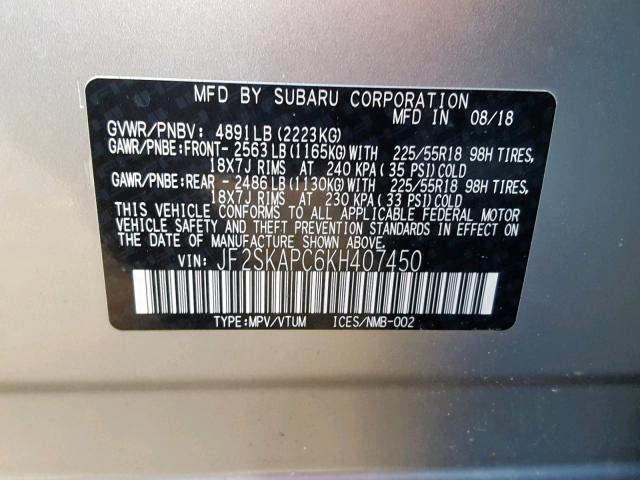 MFD BY SUBARU CORPORATION
MFD IN 08/18
GVWR/PNBV: 4891LB(2223KG)
GAWR/PNBE:FRONT- 2563LB(1165KG)WITH 225/55R18 98H TIRES,
18X7J RIMS AT 240 KPA(35 PSI)COLD
GAWR/PNBE:REAR - 2486LB(1130KG)WITH 225/55R18 98H TIRES,
18X7J RIMS AT 230 KPA(33 PSI)COLD
THIS VEHICLE CONFORMS TO ALL APPLICABLE FEDERAL MOTOR
VEHICLE SAFETY AND THEFT PREVENTION STANDARDS IN EFFECT
ON THE DATE OF MANUFACTURE SHOWN ABOVE.
VIN: JF2SKAPC6KH407450
TYPE:MPV/VTUM ICES/NMB-002